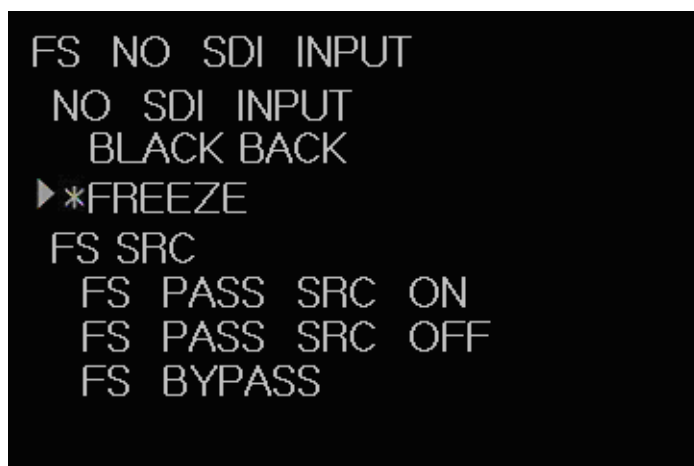 FS NO SDI INPUT
NO SDI INPUT
BLACK BACK
*FREEZE
FS SRC
FS PASS SRC ON
FS PASS SRC OFF
FS BYPASS